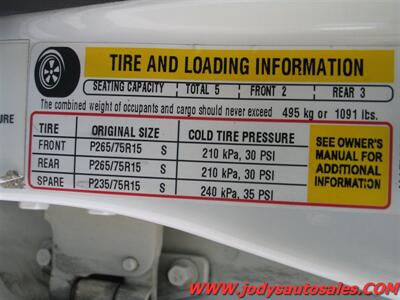 TIRE AND LOADING INFORMATION
SEATING CAPACITY TOTAL 5 FRONT 2 REAR 3
The combined weight of occupants and cargo should never exceed 495 kg or 1091 lbs.
TIRE ORIGINAL SIZE COLD TIRE PRESSURE
FRONT P265/75R15 S 210 kPa, 30 PSI
REAR P265/75R15 S 210 kPa, 30 PSI
SPARE P235/75R15 S 240 kPa, 35 PSI
SEE OWNER'S
MANUAL FOR
ADDITIONAL
INFORMATION
www.jodysautosales.com